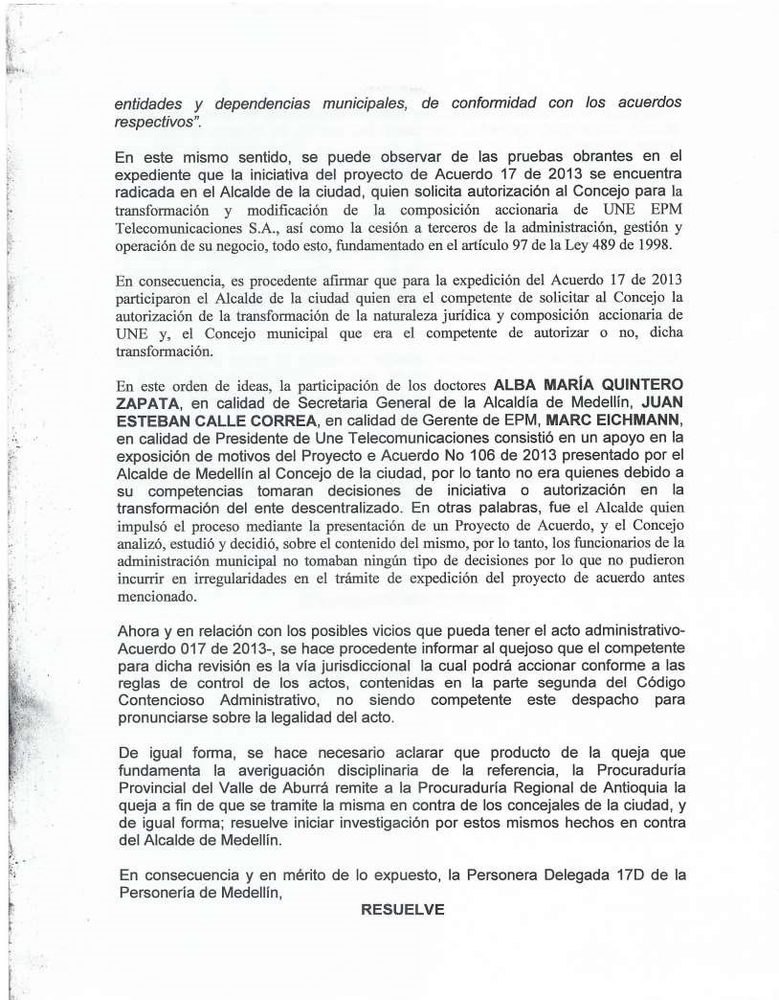 entidades y dependencias municipales, de conformidad con los acuerdos
respectivos".
En este mismo sentido, se puede observar de las pruebas obrantes en el
expediente que la iniciativa del proyecto de Acuerdo 17 de 2013 se encuentra
radicada en el Alcalde de la ciudad, quien solicita autorización al Concejo para la
transformación y modificación de la composición accionaria de UNE EPM
Telecomunicaciones S.A., así como la cesión a terceros de la administración, gestión y
operación de su negocio, todo esto, fundamentado en el artículo 97 de la Ley 489 de 1998.
En consecuencia, es procedente afirmar que para la expedición del Acuerdo 17 de 2013
participaron el Alcalde de la ciudad quien era el competente de solicitar al Concejo la
autorización de la transformación de la naturaleza jurídica y composición accionaria de
UNE y, el Concejo municipal que era el competente de autorizar o no, dicha
transformación.
En este orden de ideas, la participación de los doctores ALBA MARÍA QUINTERO
ZAPATA, en calidad de Secretaria General de la Alcaldía de Medellín, JUAN
ESTEBAN CALLE CORREA, en calidad de Gerente de EPM, MARC EICHMANN,
en calidad de Presidente de Une Telecomunicaciones consistió en un apoyo en la
exposición de motivos del Proyecto e Acuerdo No 106 de 2013 presentado por el
Alcalde de Medellín al Concejo de la ciudad, por lo tanto no era quienes debido a
su competencias tomaran decisiones de iniciativa o autorización en la
transformación del ente descentralizado. En otras palabras, fue el Alcalde quien
impulsó el proceso mediante la presentación de un Proyecto de Acuerdo, y el Concejo
analizó, estudió y decidió, sobre el contenido del mismo, por lo tanto, los funcionarios de la
administración municipal no tomaban ningún tipo de decisiones por lo que no pudieron
incurrir en irregularidades en el trámite de expedición del proyecto de acuerdo antes
mencionado.
Ahora y en relación con los posibles vicios que pueda tener el acto administrativo-
Acuerdo 017 de 2013-, se hace procedente informar al quejoso que el competente
para dicha revisión es la vía jurisdiccional la cual podrá accionar conforme a las
reglas de control de los actos, contenidas en la parte segunda del Código
Contencioso Administrativo, no siendo competente este despacho para
pronunciarse sobre la legalidad del acto.
De igual forma, se hace necesario aclarar que producto de la queja que
fundamenta la averiguación disciplinaria de la referencia, la Procuraduría
Provincial del Valle de Aburrá remite a la Procuraduría Regional de Antioquia la
queja a fin de que se tramite la misma en contra de los concejales de la ciudad, y
de igual forma; resuelve iniciar investigación por estos mismos hechos en contra
del Alcalde de Medellín.
En consecuencia y en mérito de lo expuesto, la Personera Delegada 17D de la
Personería de Medellín,
RESUELVE